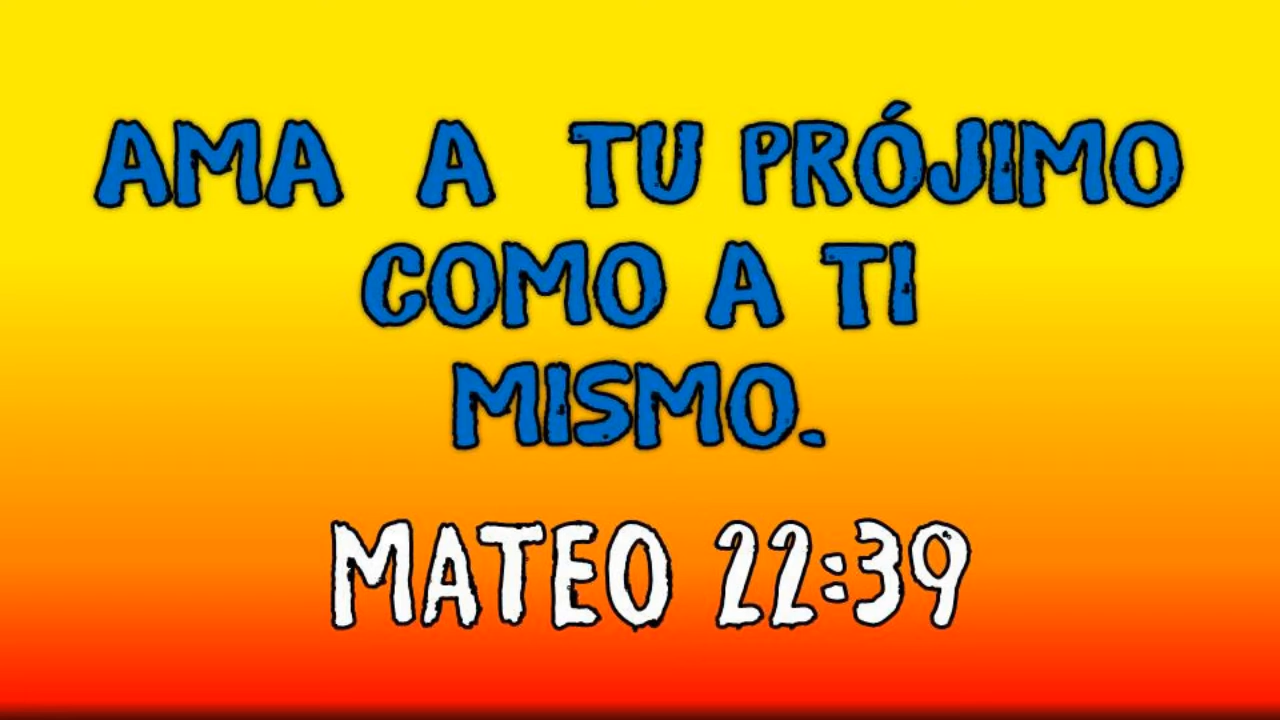 AMA A TU PRÓJIMO
COMO A TI
MISMO.
MATEO 22:39